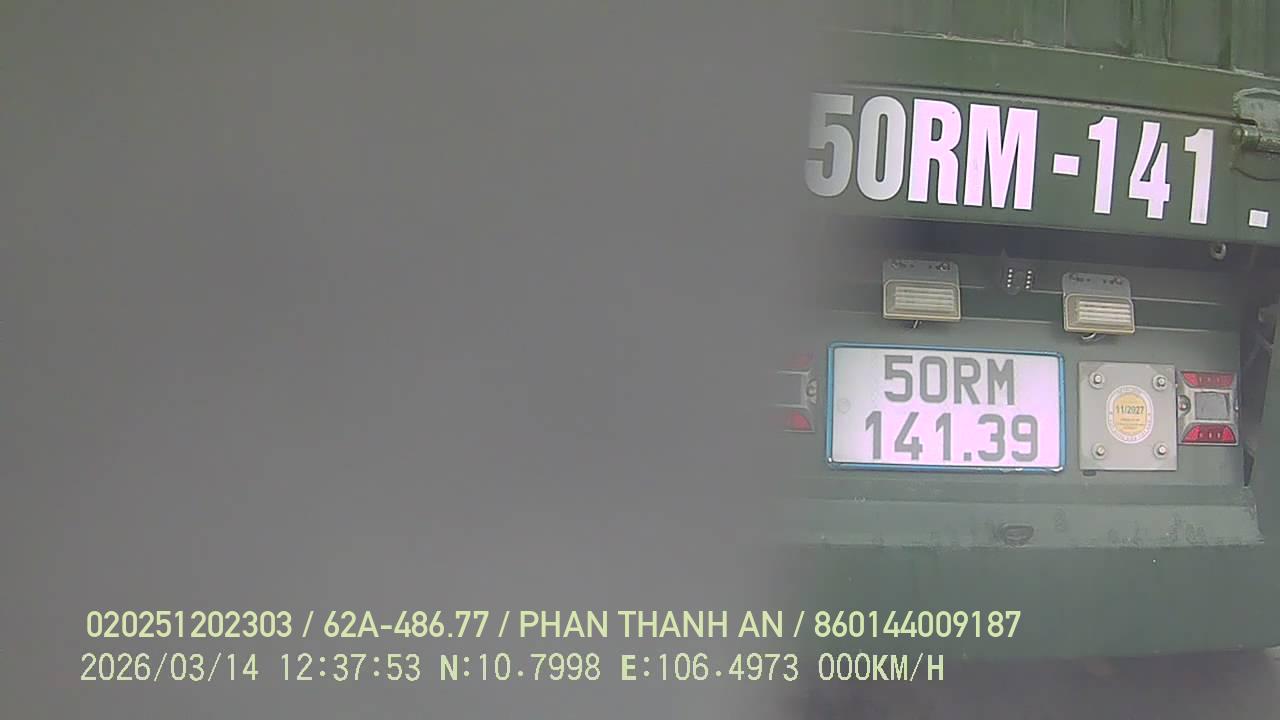 50RM-141.
50RM
141.39
11/2027
020251202303 / 62A-486.77 / PHAN THANH AN / 860144009187
2026/03/14 12:37:53 N:10.7998 E:106.4973 000KM/H